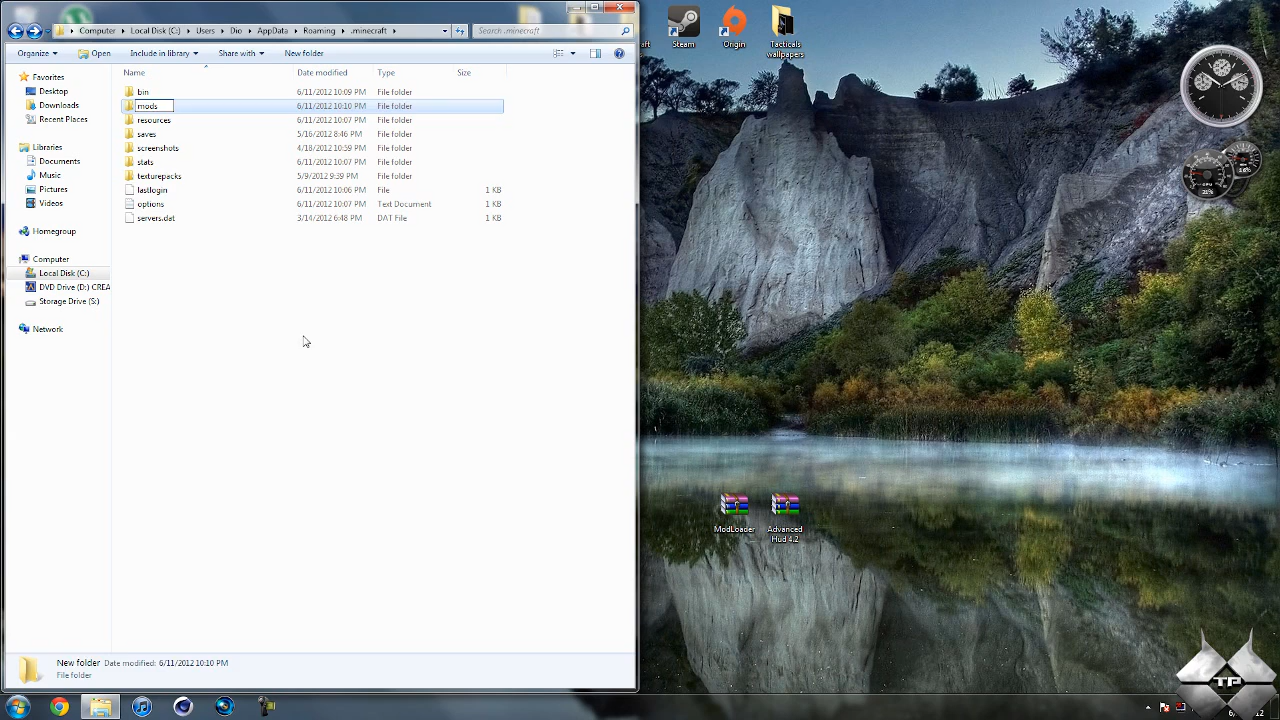 Computer Local Disk (C:) Users Dio AppData Roaming .minecraft
Search .minecraft
Organize Open Include in library Share with New folder
Name Date modified Type Size
Favorites
Desktop
Downloads
Recent Places
Libraries
Documents
Music
Pictures
Videos
Homegroup
Computer
Local Disk (C:)
DVD Drive (D:) CREA
Storage Drive (S:)
Network
bin 6/11/2012 10:09 PM File folder
mods 6/11/2012 10:10 PM File folder
resources 6/11/2012 10:07 PM File folder
saves 5/16/2012 8:46 PM File folder
screenshots 4/18/2012 10:59 PM File folder
stats 6/11/2012 10:07 PM File folder
texturepacks 5/9/2012 9:39 PM File folder
lastlogin 6/11/2012 10:06 PM File 1 KB
options 6/11/2012 10:07 PM Text Document 1 KB
servers.dat 3/14/2012 6:48 PM DAT File 1 KB
New folder Date modified: 6/11/2012 10:10 PM
File folder
Steam
Origin
Tacticals
wallpapers
ModLoader
Advanced
Hud 4.2
CPU
21%
TP